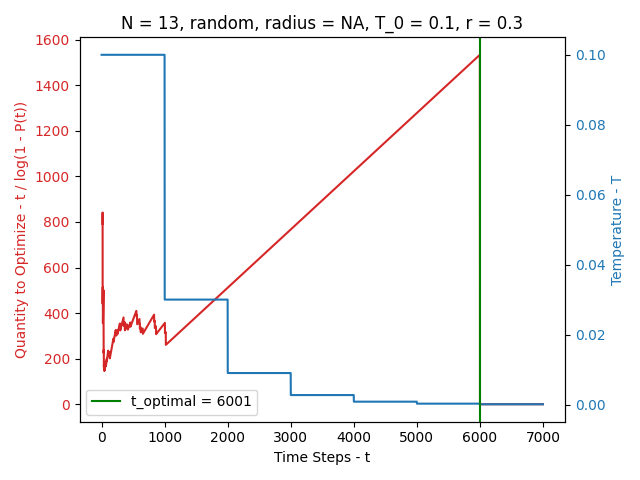 N = 13, random, radius = NA, T_0 = 0.1, r = 0.3
Quantity to Optimize - t / log(1 - P(t))
1600
1400
1200
1000
800
600
400
200
0
0.10
0.08
0.06
0.04
0.02
0.00
Temperature - T
t_optimal = 6001
0 1000 2000 3000 4000 5000 6000 7000
Time Steps - t